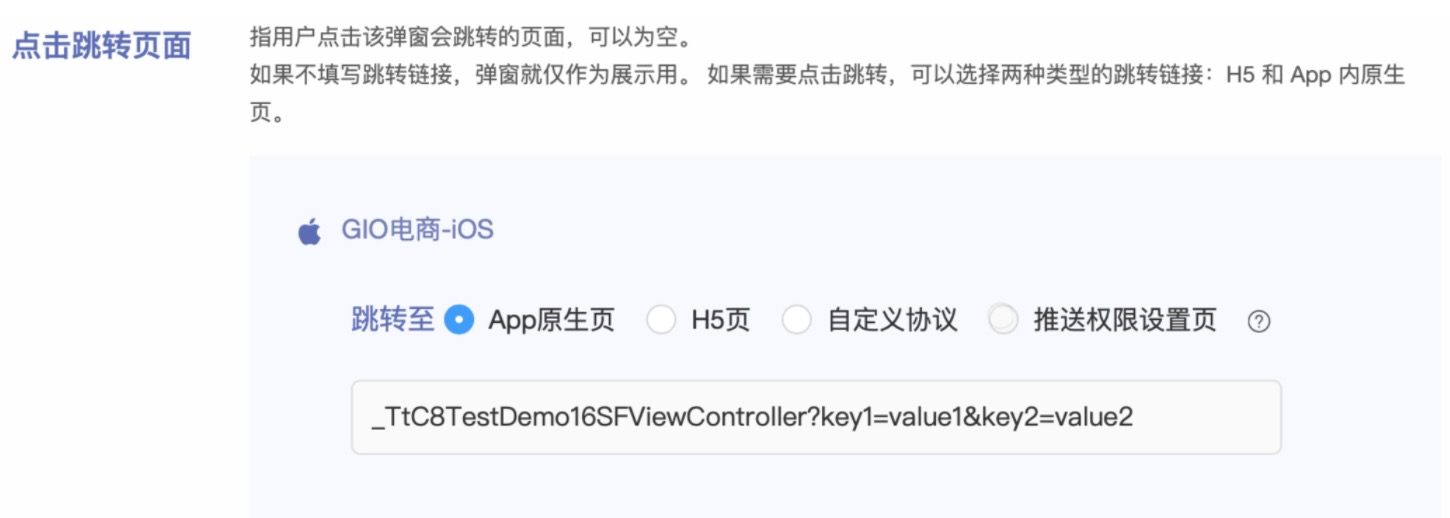 点击跳转页面
指用户点击该弹窗会跳转的页面，可以为空。
如果不填写跳转链接，弹窗就仅作为展示用。 如果需要点击跳转，可以选择两种类型的跳转链接：H5 和 App 内原生
页。
GIO电商-iOS
跳转至 App原生页 H5页 自定义协议 推送权限设置页 ?
_TtC8TestDemo16SFViewController?key1=value1&key2=value2